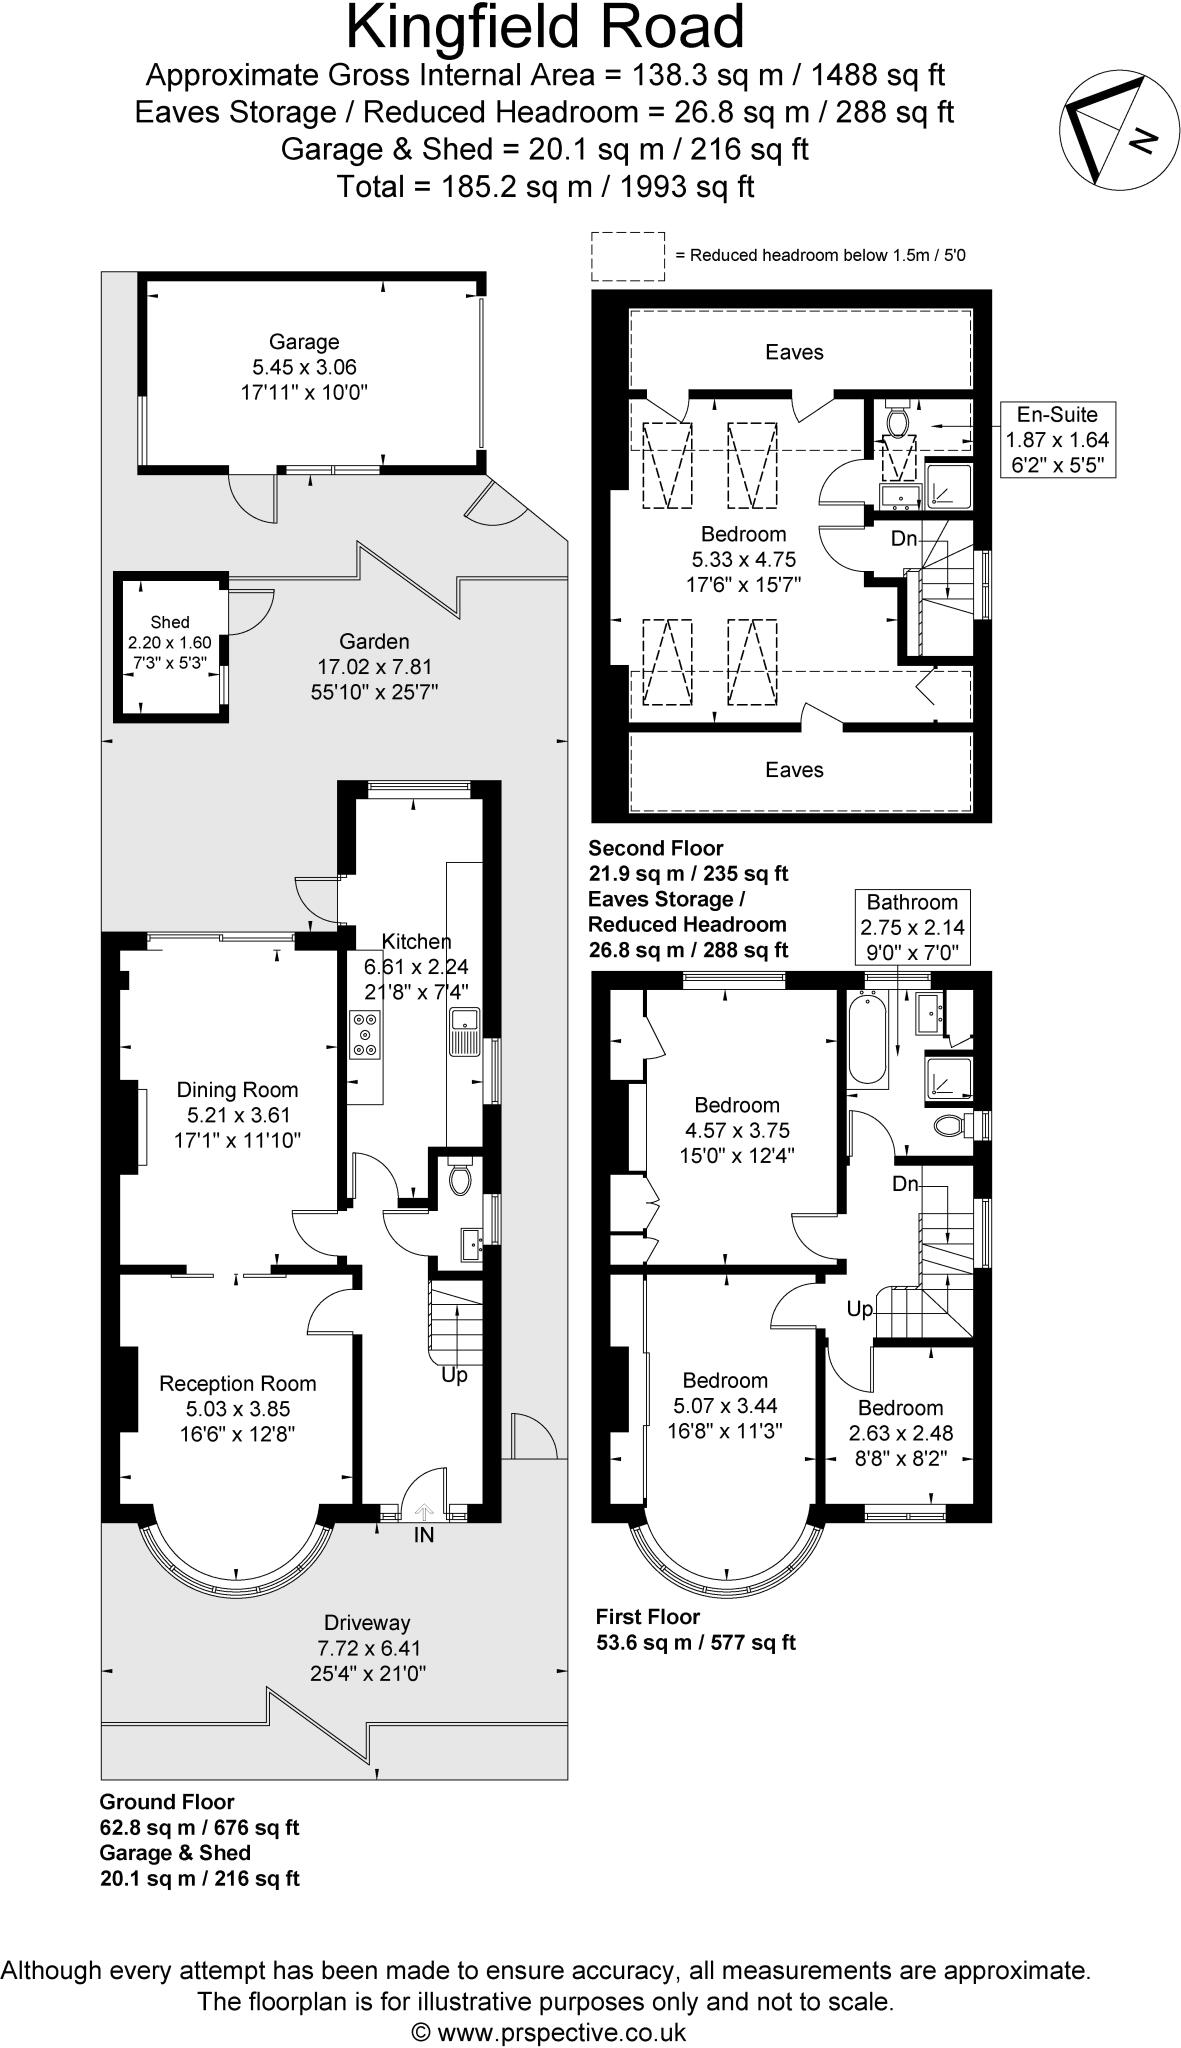 Kingfield Road
Approximate Gross Internal Area = 138.3 sq m / 1488 sq ft
Eaves Storage / Reduced Headroom = 26.8 sq m / 288 sq ft
Garage & Shed = 20.1 sq m / 216 sq ft
Total = 185.2 sq m / 1993 sq ft
N
= Reduced headroom below 1.5m / 5'0
Garage
5.45 x 3.06
17'11" x 10'0"
Shed
2.20 x 1.60
7'3" x 5'3"
Garden
17.02 x 7.81
55'10" x 25'7"
Kitchen
6.61 x 2.24
21'8" x 7'4"
Dining Room
5.21 x 3.61
17'1" x 11'10"
Reception Room
5.03 x 3.85
16'6" x 12'8"
Up
IN
Driveway
7.72 x 6.41
25'4" x 21'0"
Ground Floor
62.8 sq m / 676 sq ft
Garage & Shed
20.1 sq m / 216 sq ft
Eaves
En-Suite
1.87 x 1.64
6'2" x 5'5"
Bedroom
5.33 x 4.75
17'6" x 15'7"
Dn
Eaves
Second Floor
21.9 sq m / 235 sq ft
Eaves Storage /
Reduced Headroom
26.8 sq m / 288 sq ft
Bathroom
2.75 x 2.14
9'0" x 7'0"
Bedroom
4.57 x 3.75
15'0" x 12'4"
Dn
Up
Bedroom
5.07 x 3.44
16'8" x 11'3"
Bedroom
2.63 x 2.48
8'8" x 8'2"
First Floor
53.6 sq m / 577 sq ft
Although every attempt has been made to ensure accuracy, all measurements are approximate.
The floorplan is for illustrative purposes only and not to scale.
© www.prspective.co.uk